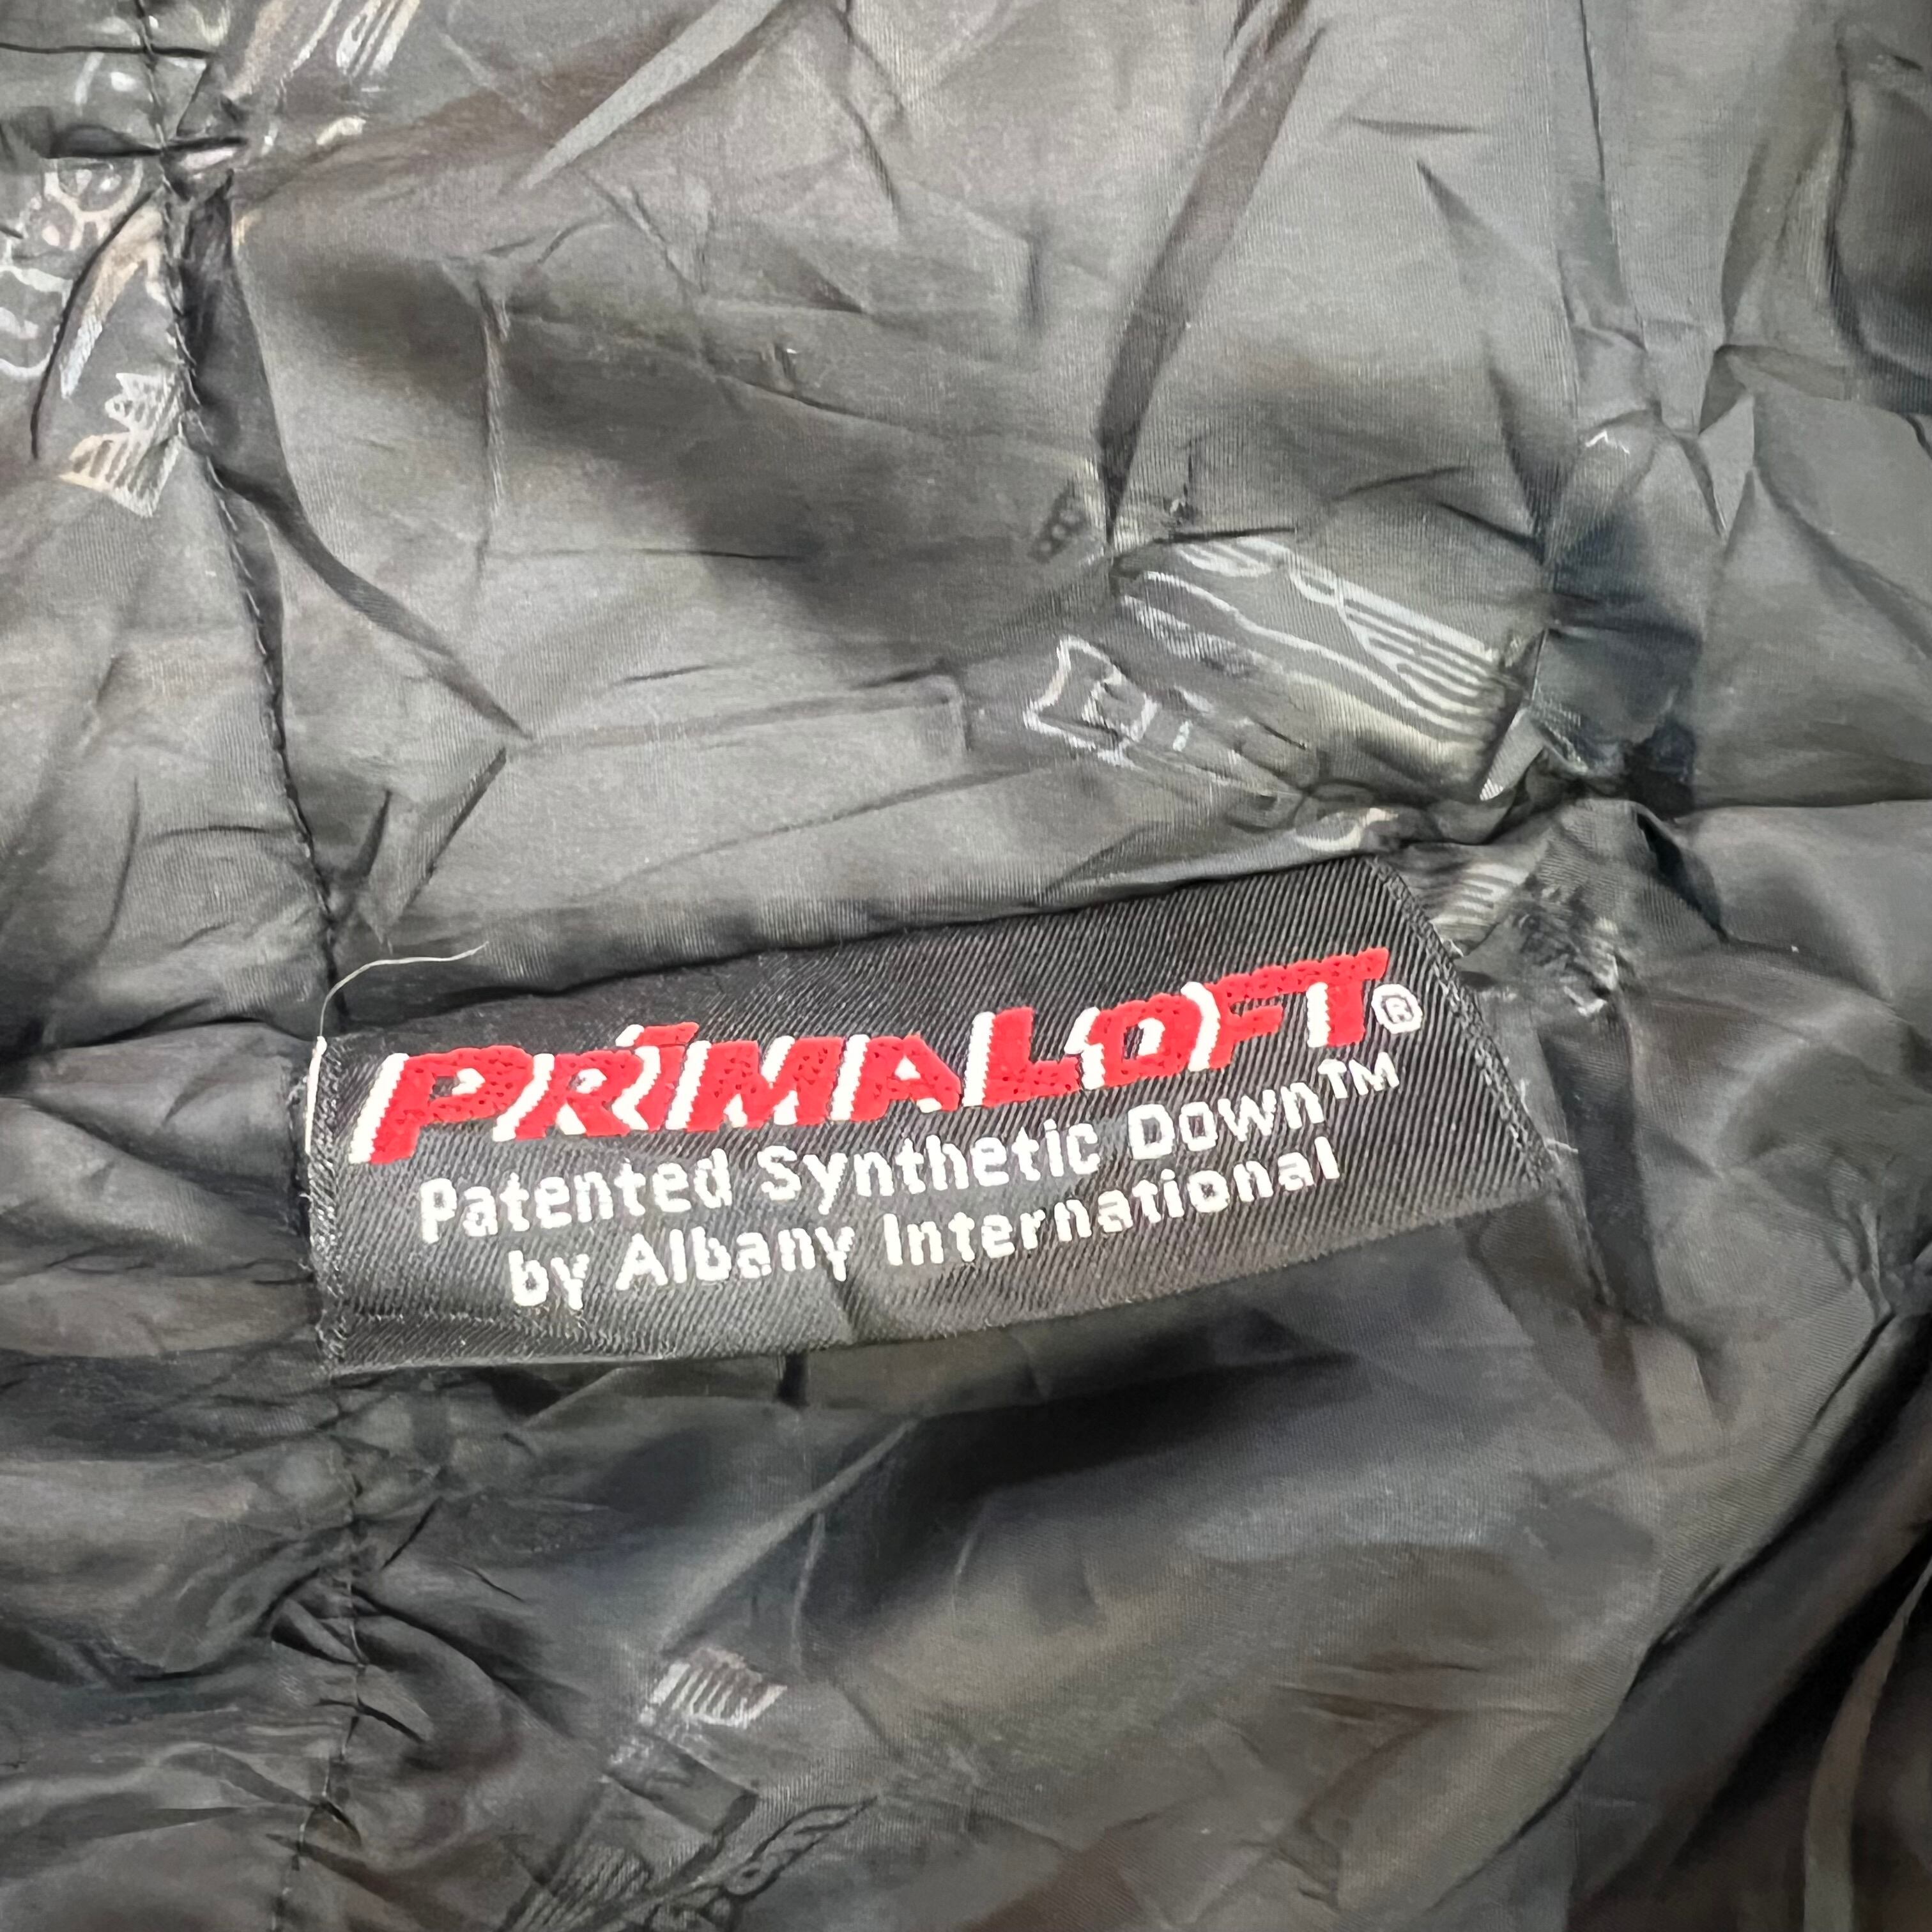 PRIMALOFT®
Patented Synthetic Down™
by Albany International